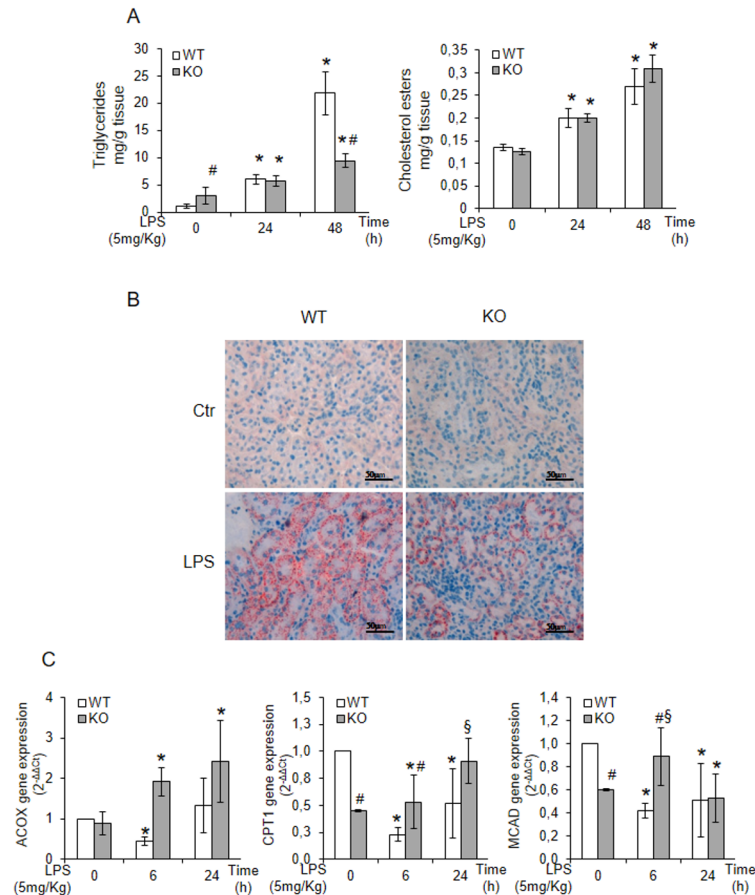 A
Triglycerides
mg/g tissue
30
25
20
15
10
5
0
WT
KO
#
* *
*
*#
LPS
(5mg/Kg)
0 24 48
Time
(h)
Cholesterol esters
mg/g tissue
0,35
0,3
0,25
0,2
0,15
0,1
0,05
0
WT
KO
* *
* *
LPS
(5mg/Kg)
0 24 48
Time
(h)
B
WT KO
Ctr
50µm 50µm
LPS
50µm 50µm
C
ACOX gene expression
(2-ΔΔCt)
4
3
2
1
0
WT
KO
*
*
*
LPS
(5mg/Kg)
0 6 24
Time
(h)
CPT1 gene expression
(2-ΔΔCt)
1,5
1,3
1,0
0,8
0,5
0,3
0,0
WT
KO
#
*
*#
*
§
LPS
(5mg/Kg)
0 6 24
Time
(h)
MCAD gene expression
(2-ΔΔCt)
1,4
1,2
1,0
0,8
0,6
0,4
0,2
0,0
WT
KO
#
*
#§
*
*
LPS
(5mg/Kg)
0 6 24
Time
(h)